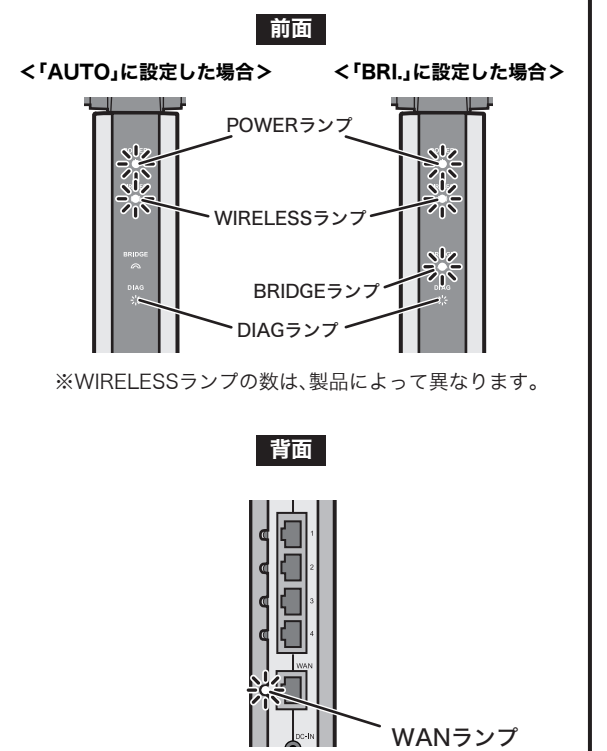 前面
＜「AUTO」に設定した場合＞
＜「BRI.」に設定した場合＞
POWERランプ
WIRELESSランプ
BRIDGE
BRIDGEランプ
DIAG
DIAG
DIAGランプ
※WIRELESSランプの数は、製品によって異なります。
背面
1
2
3
4
WAN
DC-IN
WANランプ